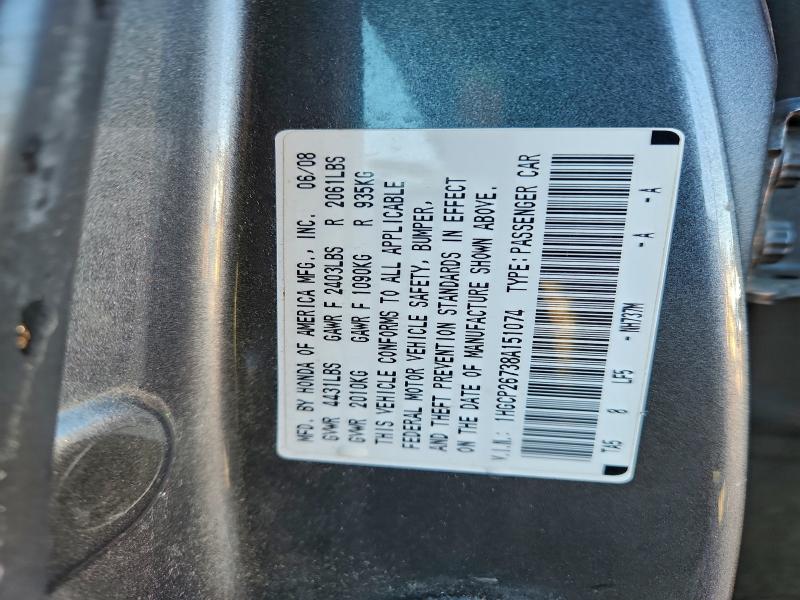 MFD. BY HONDA OF AMERICA MFG., INC. 06/08
GVWR 4431LBS GAWR F 2403LBS R 2061LBS
GVWR 2010KG GAWR F 1090KG R 935KG
THIS VEHICLE CONFORMS TO ALL APPLICABLE
FEDERAL MOTOR VEHICLE SAFETY, BUMPER,
AND THEFT PREVENTION STANDARDS IN EFFECT
ON THE DATE OF MANUFACTURE SHOWN ABOVE.
V.I.N.: 1HGCP26738A151074 TYPE:PASSENGER CAR
TA5 0 LF5 - NH737M - A - A